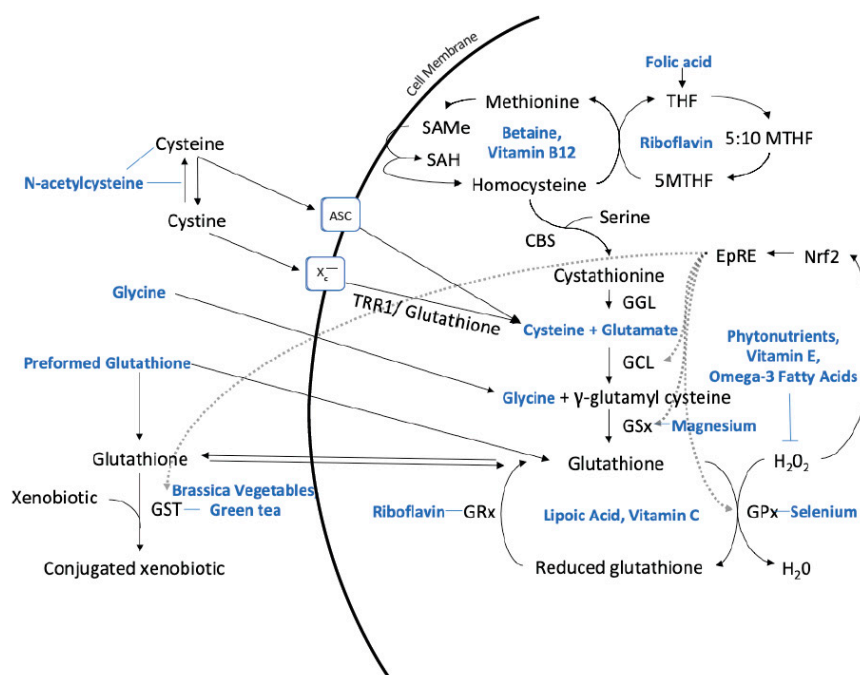 Cell Membrane
Folic acid
THF
Methionine
SAMe
Betaine,
Vitamin B12
Riboflavin
5:10 MTHF
SAH
Homocysteine
5MTHF
Cysteine
N-acetylcysteine
Cystine
ASC
Serine
CBS
EpRE
Nrf2
Xc—
Cystathionine
GGL
Glycine
TRR1/ Glutathione
Cysteine + Glutamate
Phytonutrients,
Vitamin E,
Omega-3 Fatty Acids
GCL
Preformed Glutathione
Glycine + γ-glutamyl cysteine
GSx
Magnesium
Glutathione
Glutathione
H2O2
Xenobiotic
GST
Brassica Vegetables,
Green tea
Riboflavin
GRx
Lipoic Acid, Vitamin C
GPx
Selenium
Conjugated xenobiotic
Reduced glutathione
H20